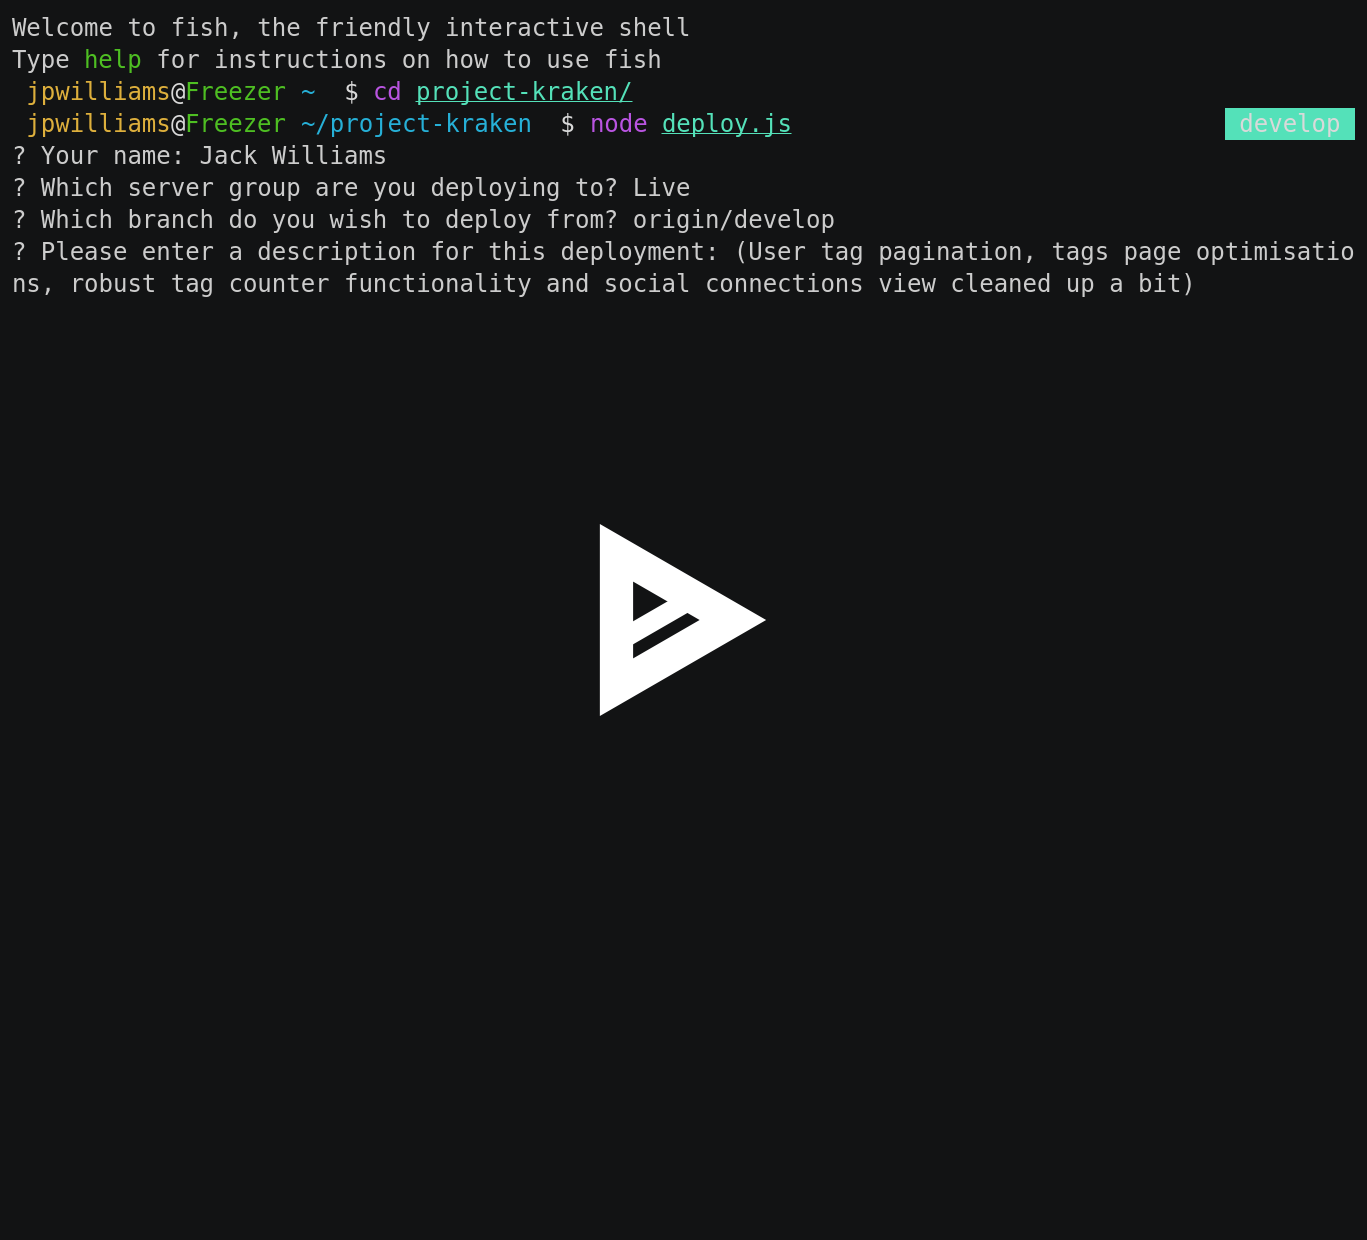 Welcome to fish, the friendly interactive shell
Type help for instructions on how to use fish
jpwilliams@Freezer ~  $ cd project-kraken/
jpwilliams@Freezer ~/project-kraken  $ node deploy.js develop
? Your name: Jack Williams
? Which server group are you deploying to? Live
? Which branch do you wish to deploy from? origin/develop
? Please enter a description for this deployment: (User tag pagination, tags page optimisatio
ns, robust tag counter functionality and social connections view cleaned up a bit)